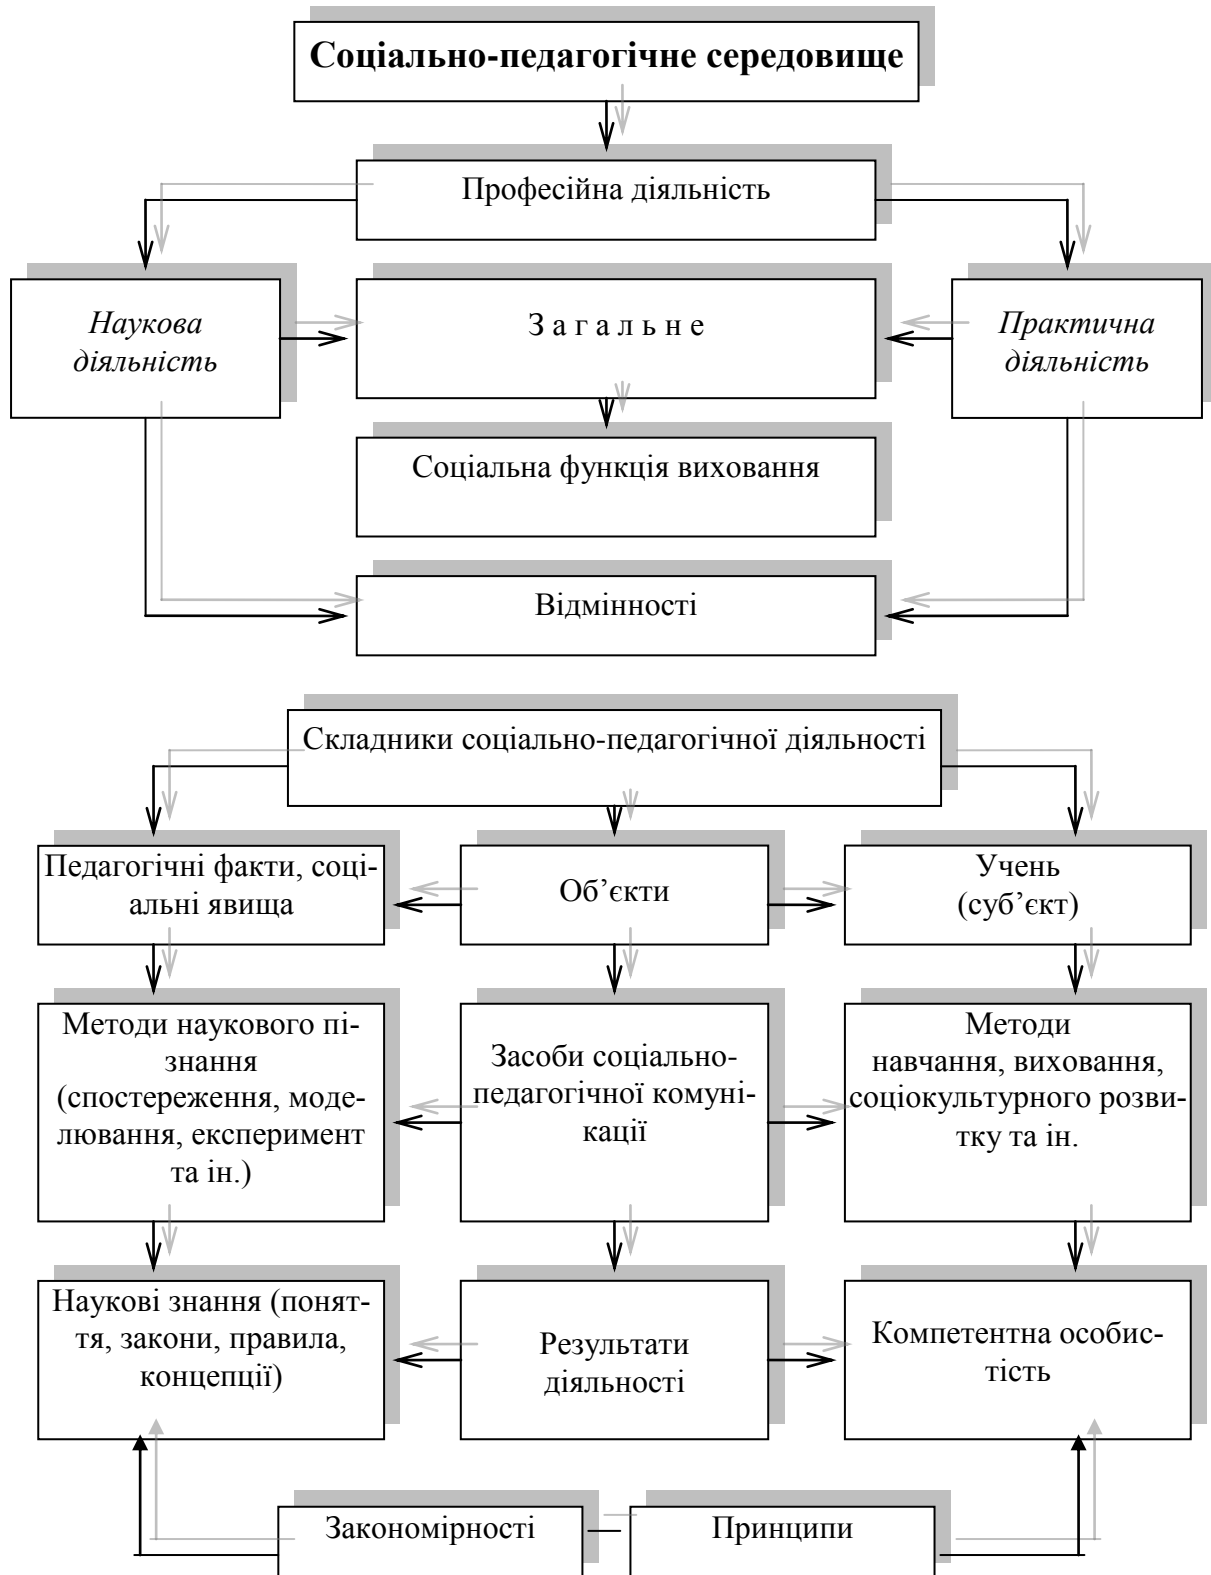 Соціально-педагогічне середовище
Професійна діяльність
Наукова
діяльність
З а г а л ь н е
Практична
діяльність
Соціальна функція виховання
Відмінності
Складники соціально-педагогічної діяльності
Педагогічні факти, соці-
альні явища
Об’єкти
Учень
(суб’єкт)
Методи наукового пі-
знання
(спостереження, моде-
лювання, експеримент
та ін.)
Засоби соціально-
педагогічної комуні-
кації
Методи
навчання, виховання,
соціокультурного розви-
тку та ін.
Наукові знання (понят-
тя, закони, правила,
концепції)
Результати
діяльності
Компетентна особис-
тість
Закономірності
Принципи